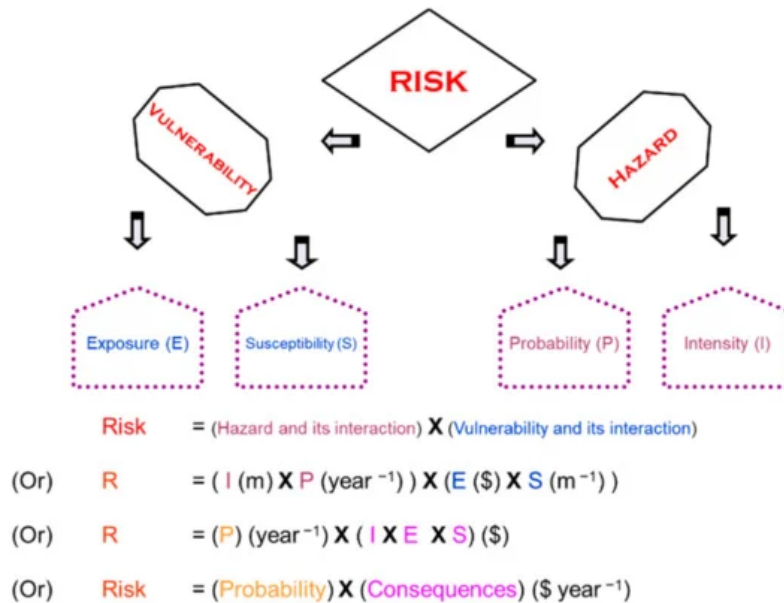 RISK
VULNERABILITY
HAZARD
Exposure (E)
Susceptibility (S)
Probability (P)
Intensity (I)
Risk = (Hazard and its interaction) X (Vulnerability and its interaction)
(Or) R = ( I (m) X P (year ⁻¹) ) X (E ($) X S (m⁻¹) )
(Or) R = (P) (year⁻¹) X ( I X E X S) ($)
(Or) Risk = (Probability) X (Consequences) ($ year ⁻¹)